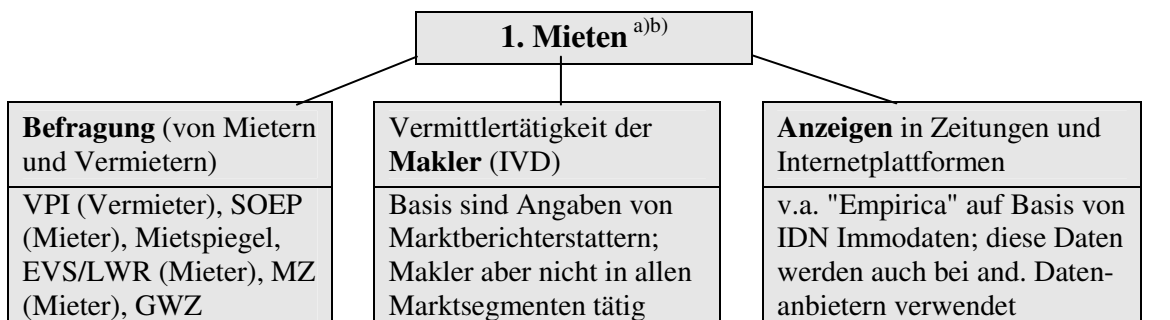 1. Mieten a)b)
Befragung (von Mietern
und Vermietern)
VPI (Vermieter), SOEP
(Mieter), Mietspiegel,
EVS/LWR (Mieter), MZ
(Mieter), GWZ
Vermittlertätigkeit der
Makler (IVD)
Basis sind Angaben von
Marktberichterstattern;
Makler aber nicht in allen
Marktsegmenten tätig
Anzeigen in Zeitungen und
Internetplattformen
v.a. "Empirica" auf Basis von
IDN Immodaten; diese Daten
werden auch bei and. Daten-
anbietern verwendet